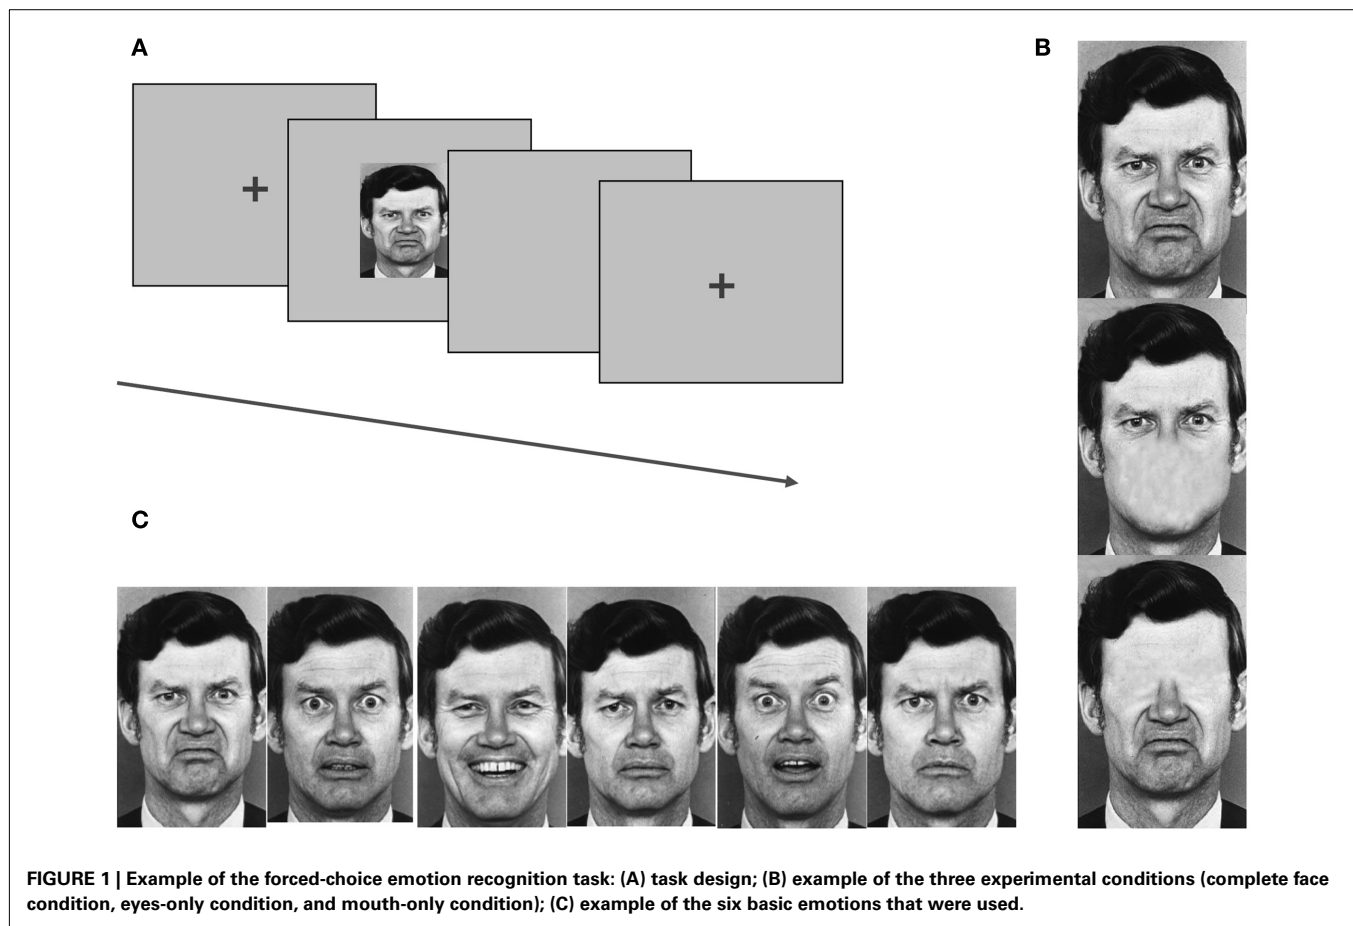 A
B
C
FIGURE 1 | Example of the forced-choice emotion recognition task: (A) task design; (B) example of the three experimental conditions (complete face
condition, eyes-only condition, and mouth-only condition); (C) example of the six basic emotions that were used.